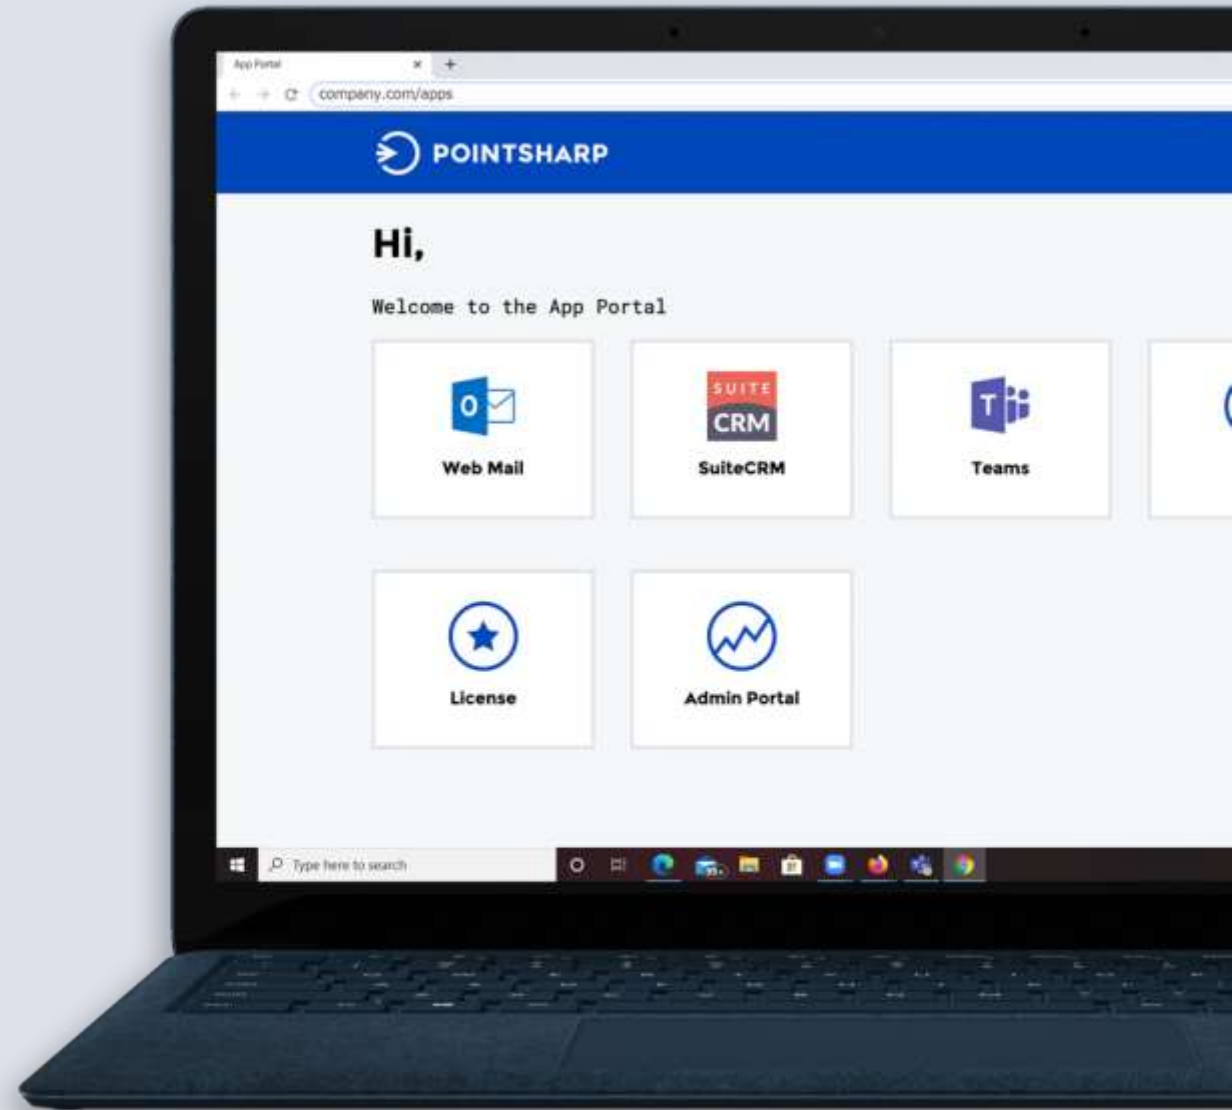 App Portal
company.com/apps
POINTSHARP
Hi,
Welcome to the App Portal
O
SUITE
CRM
T
Web Mail
SuiteCRM
Teams
License
Admin Portal
Type here to search
99+